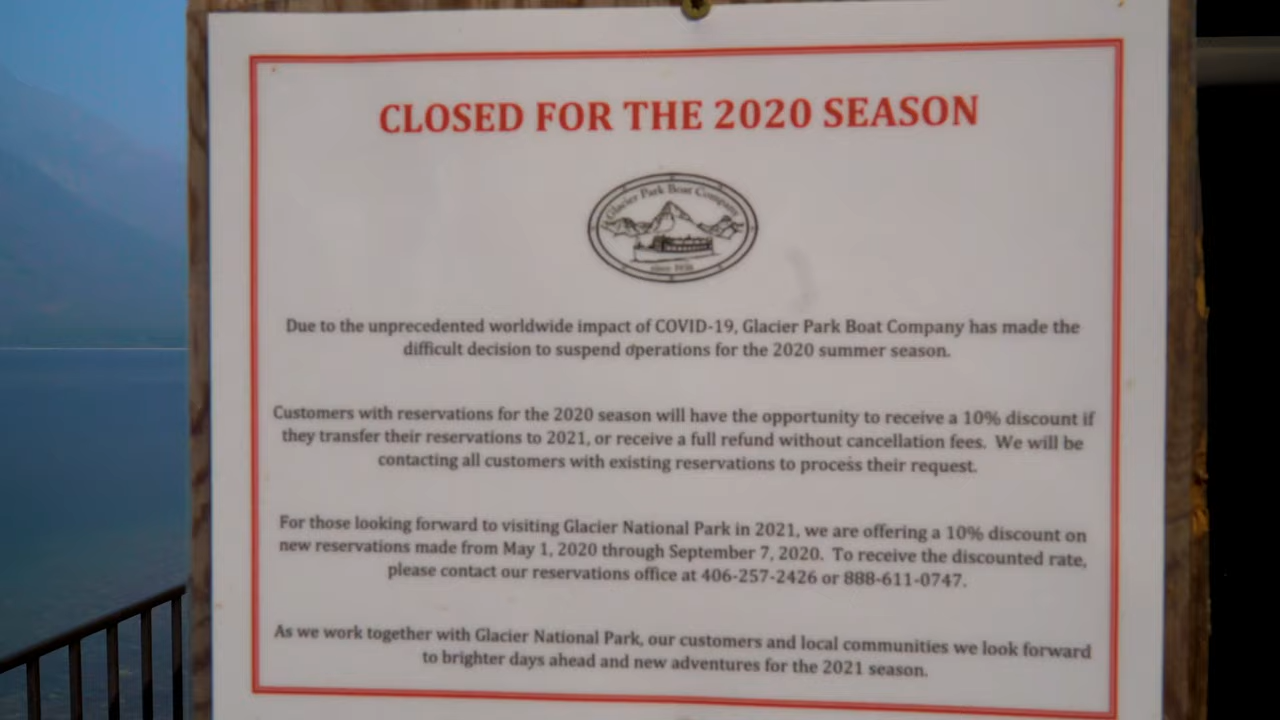 CLOSED FOR THE 2020 SEASON
Glacier Park Boat Company
Due to the unprecedented worldwide impact of COVID-19, Glacier Park Boat Company has made the
difficult decision to suspend operations for the 2020 summer season.
Customers with reservations for the 2020 season will have the opportunity to receive a 10% discount if
they transfer their reservations to 2021, or receive a full refund without cancellation fees. We will be
contacting all customers with existing reservations to process their request.
For those looking forward to visiting Glacier National Park in 2021, we are offering a 10% discount on
new reservations made from May 1, 2020 through September 7, 2020. To receive the discounted rate,
please contact our reservations office at 406-257-2426 or 888-611-0747.
As we work together with Glacier National Park, our customers and local communities we look forward
to brighter days ahead and new adventures for the 2021 season.